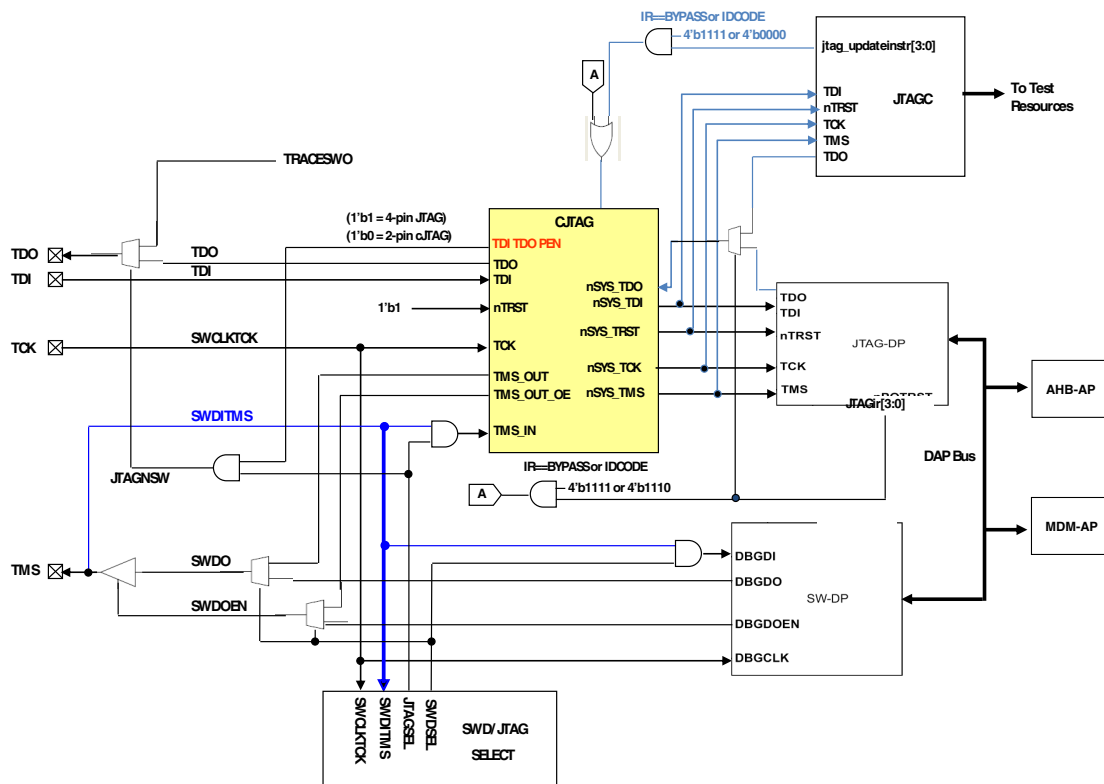 IR==BYPASS or IDCODE
4'b1111 or 4'b0000
jtag_updateinstr[3:0]
A
TDI
nTRST
TCK
TMS
TDO
JTAGC
To Test
Resources
TRACESWO
(1'b1 = 4-pin JTAG)
(1'b0 = 2-pin cJTAG)
CJTAG
TDI TDO PEN
TDO
TDO
TDO
TDI
TDI
TDI
nSYS_TDO
nSYS_TDI
1'b1
nTRST
nSYS_TRST
TCK
SWCLKTCK
TCK
nSYS_TCK
TMS_OUT
TMS_OUT_OE
nSYS_TMS
TMS_IN
TDO
TDI
nTRST
JTAG-DP
TCK
TMS
JTAGir[3:0]
AHB-AP
SWDITMS
JTAGNSW
IR==BYPASS or IDCODE
A
4'b1111 or 4'b1110
DAP Bus
MDM-AP
TMS
SWDO
SWDOEN
DBGDI
DBGDO
SW-DP
DBGDOEN
DBGCLK
SWCLKTCK
SWDITMS
JTAGSEL
SWDSEL
SWD/JTAG
SELECT